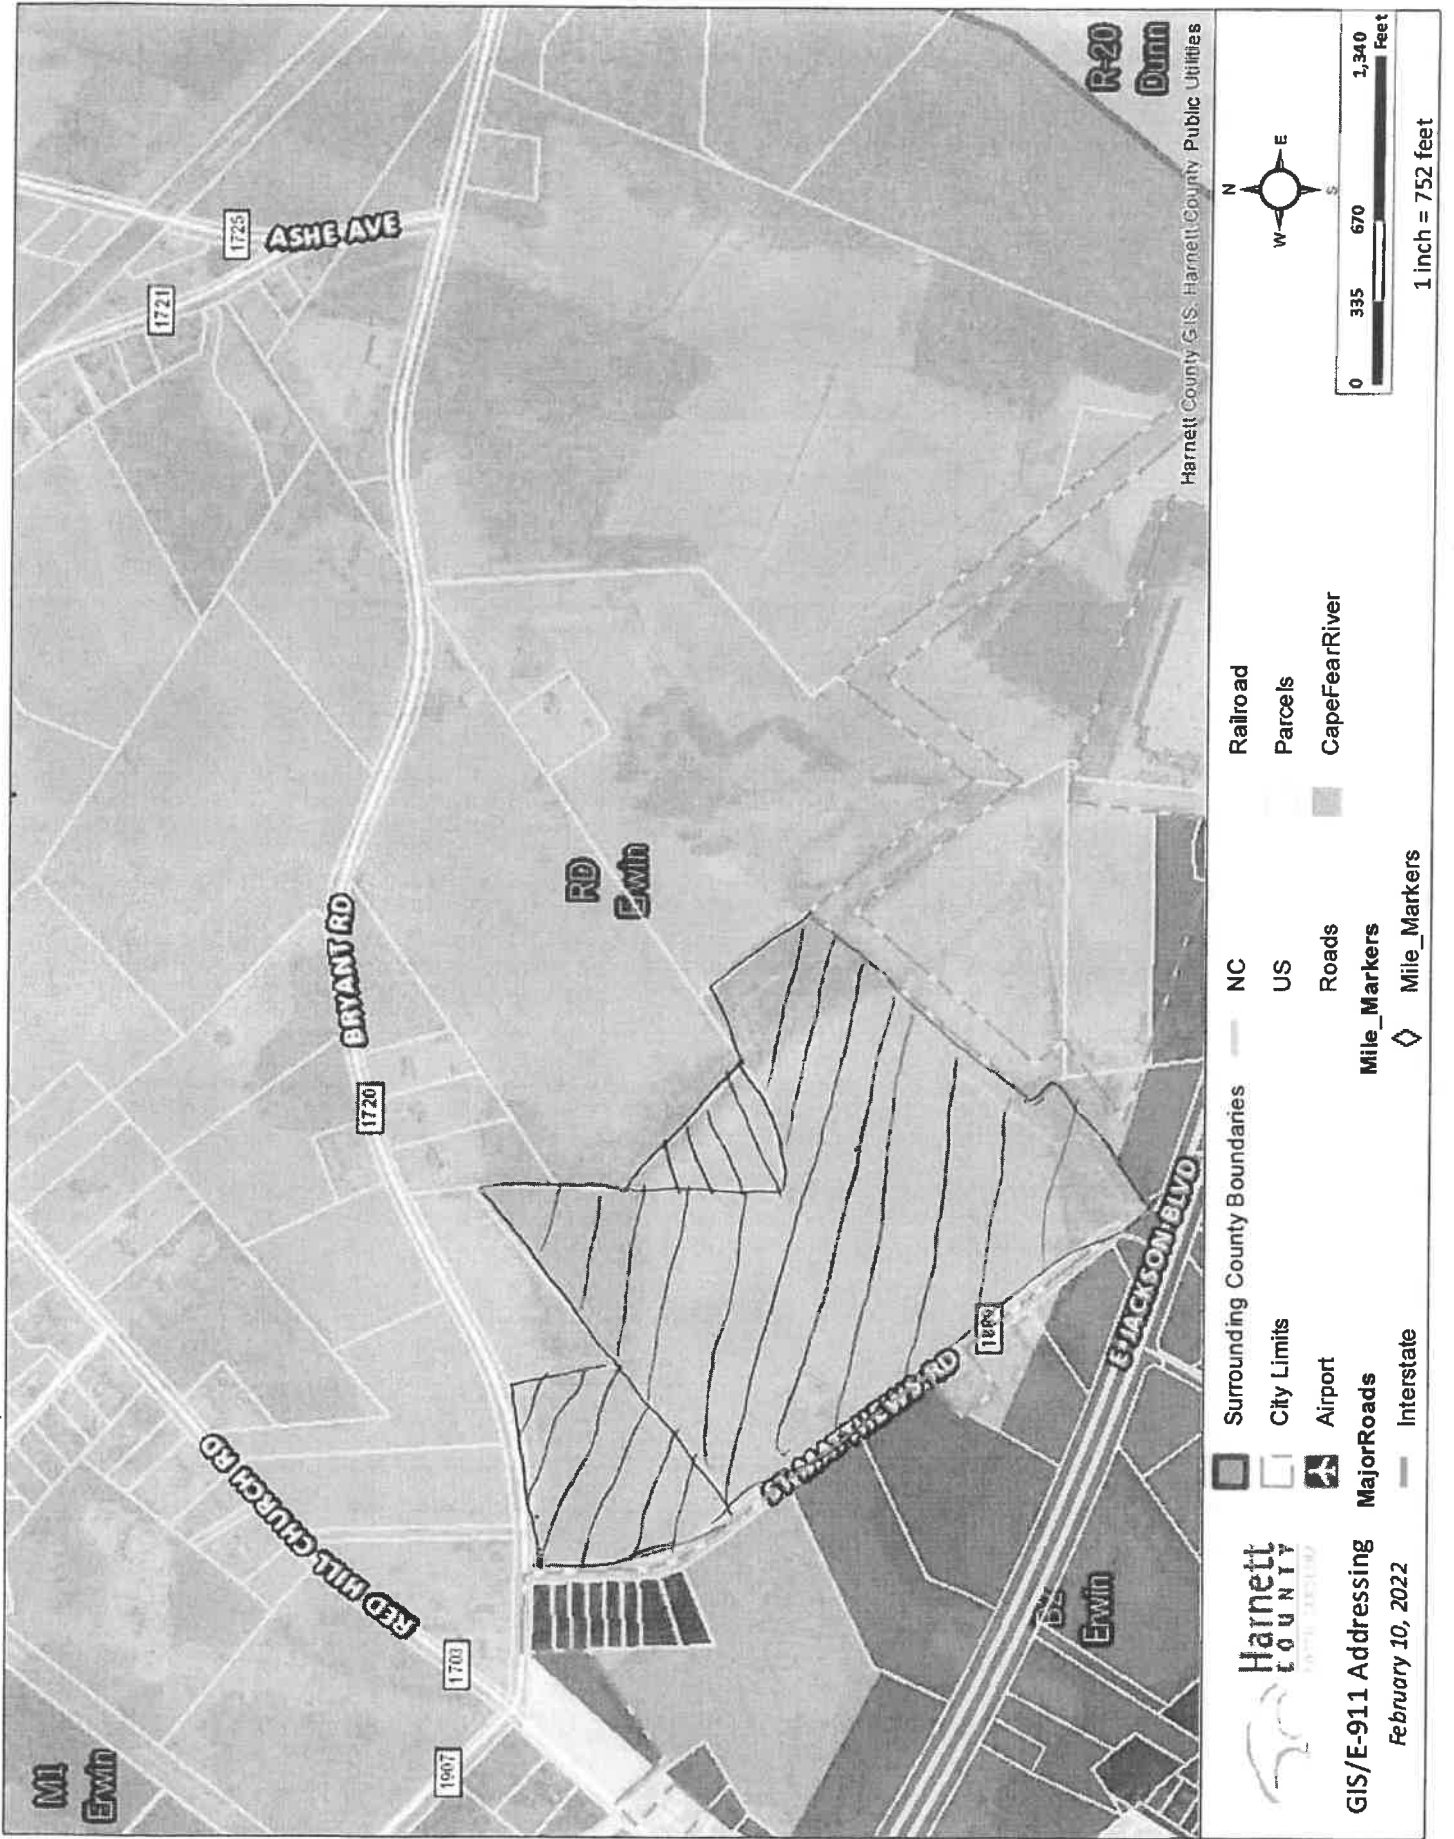 M1
Erwin
1907
1703
RED HILL CHURCH RD
1720
BRYANT RD
1721
1725
ASHE AVE
RD
Erwin
R-20
Dunn
ST. MATTHEWS RD
E JACKSON BLVD
B2
Erwin
Harnett County GIS, Harnett County Public Utilities
Harnett
COUNTY
GIS/E-911 Addressing
February 10, 2022
Surrounding County Boundaries
City Limits
Airport
MajorRoads
Interstate
NC
US
Roads
Mile_Markers
Mile_Markers
Railroad
Parcels
CapeFearRiver
N
W
E
S
0 335 670 1,340
Feet
1 inch = 752 feet